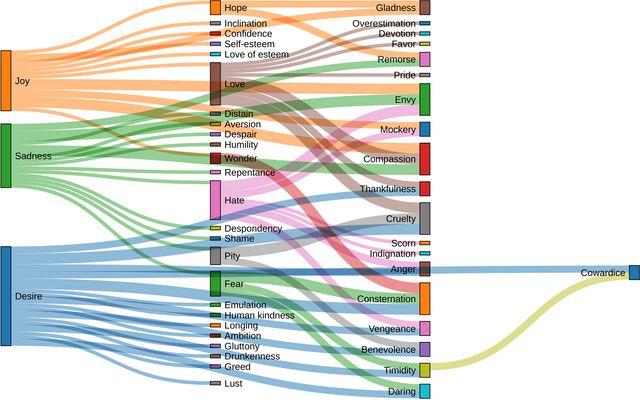 Joy
Sadness
Desire
Hope
Inclination
Confidence
Self-esteem
Love of esteem
Love
Distain
Aversion
Despair
Humility
Wonder
Repentance
Hate
Despondency
Shame
Pity
Fear
Emulation
Human kindness
Longing
Ambition
Gluttony
Drunkenness
Greed
Lust
Gladness
Overestimation
Devotion
Favor
Remorse
Pride
Envy
Mockery
Compassion
Thankfulness
Cruelty
Scorn
Indignation
Anger
Consternation
Vengeance
Benevolence
Timidity
Daring
Cowardice